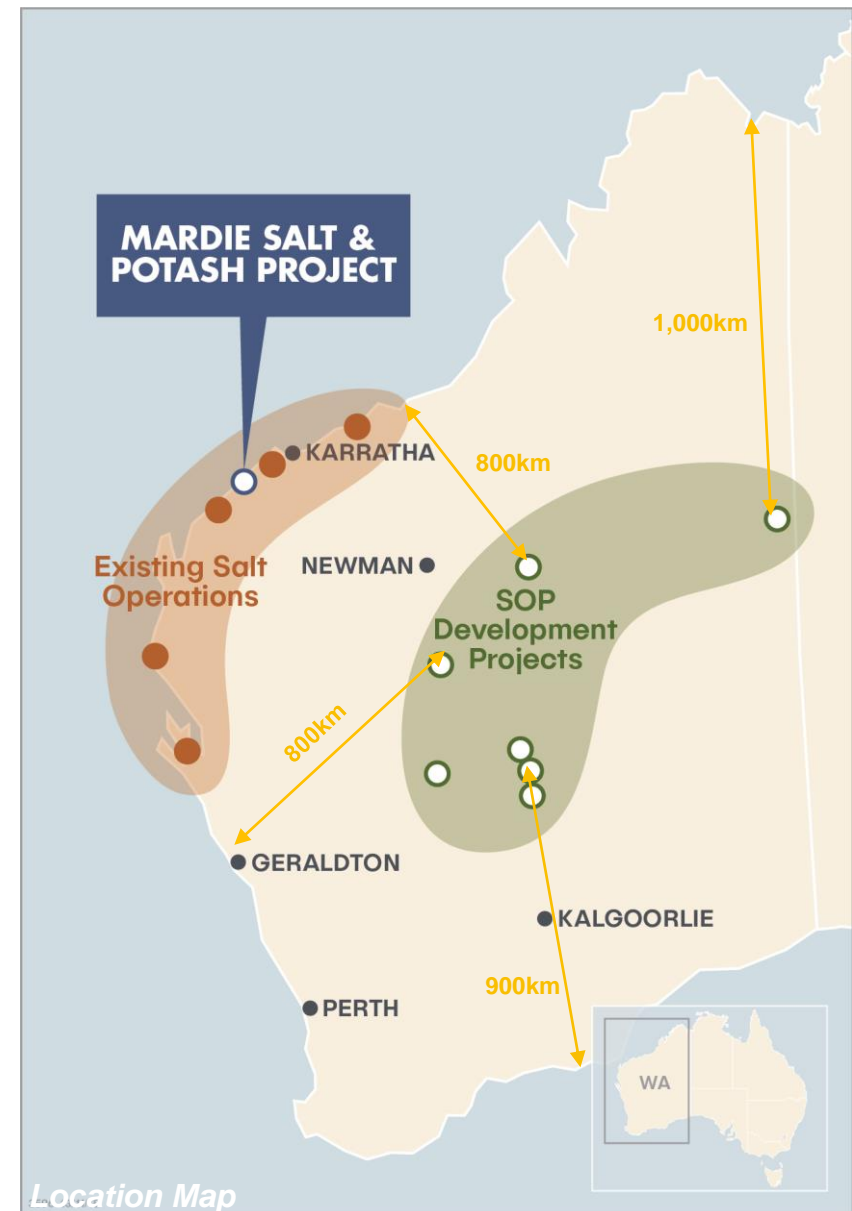 MARDIE SALT &
POTASH PROJECT
1,000km
KARRATHA
800km
Existing Salt
Operations
NEWMAN
SOP
Development
Projects
800km
GERALDTON
KALGOORLIE
900km
PERTH
WA
Location Map